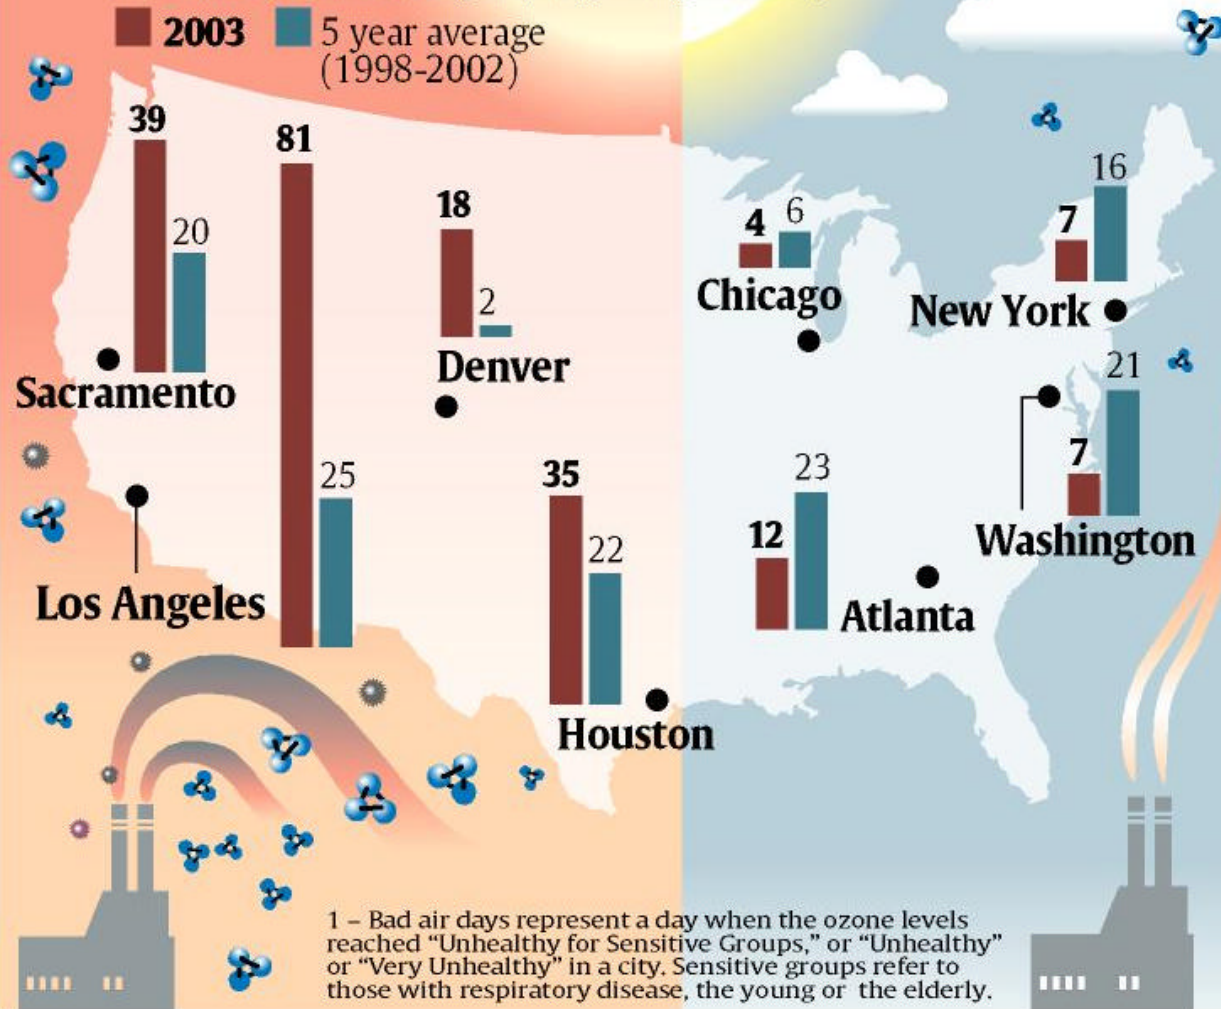 2003
5 year average
(1998-2002)
39
20
Sacramento
81
25
Los Angeles
18
2
Denver
35
22
Houston
4
6
Chicago
7
16
New York
7
21
Washington
12
23
Atlanta
1 – Bad air days represent a day when the ozone levels
reached “Unhealthy for Sensitive Groups,” or “Unhealthy”
or “Very Unhealthy” in a city. Sensitive groups refer to
those with respiratory disease, the young or the elderly.